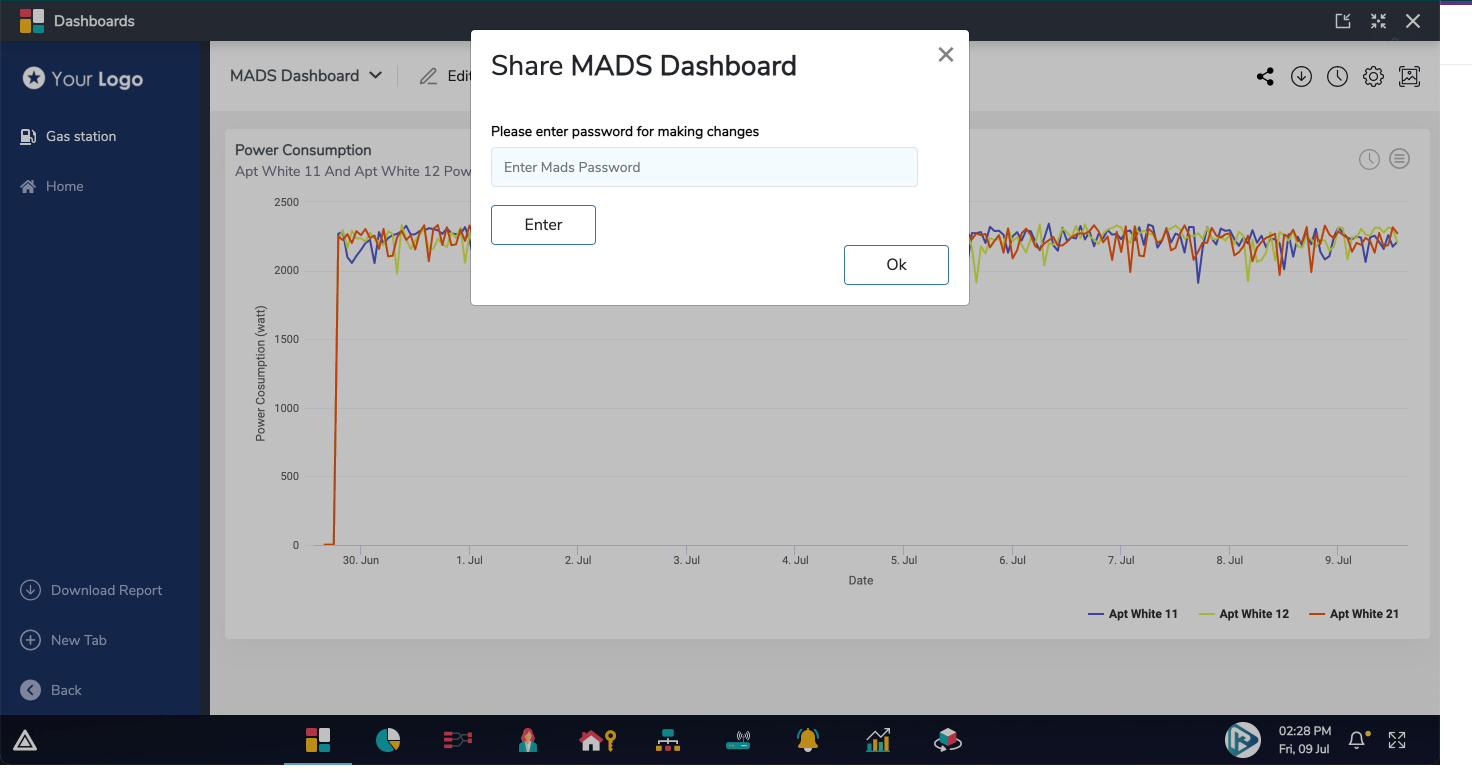 Dashboards
Your Logo
Gas station
Home
Download Report
New Tab
Back
MADS Dashboard
Share MADS Dashboard
Please enter password for making changes
Enter Mads Password
Enter
Ok
Power Consumption
Apt White 11 And Apt White 12
2500
2000
1500
1000
500
0
Power Cosumption (watt)
30. Jun
1. Jul
2. Jul
3. Jul
4. Jul
5. Jul
6. Jul
7. Jul
8. Jul
9. Jul
Date
Apt White 11
Apt White 12
Apt White 21
02:28 PM
Fri, 09 Jul